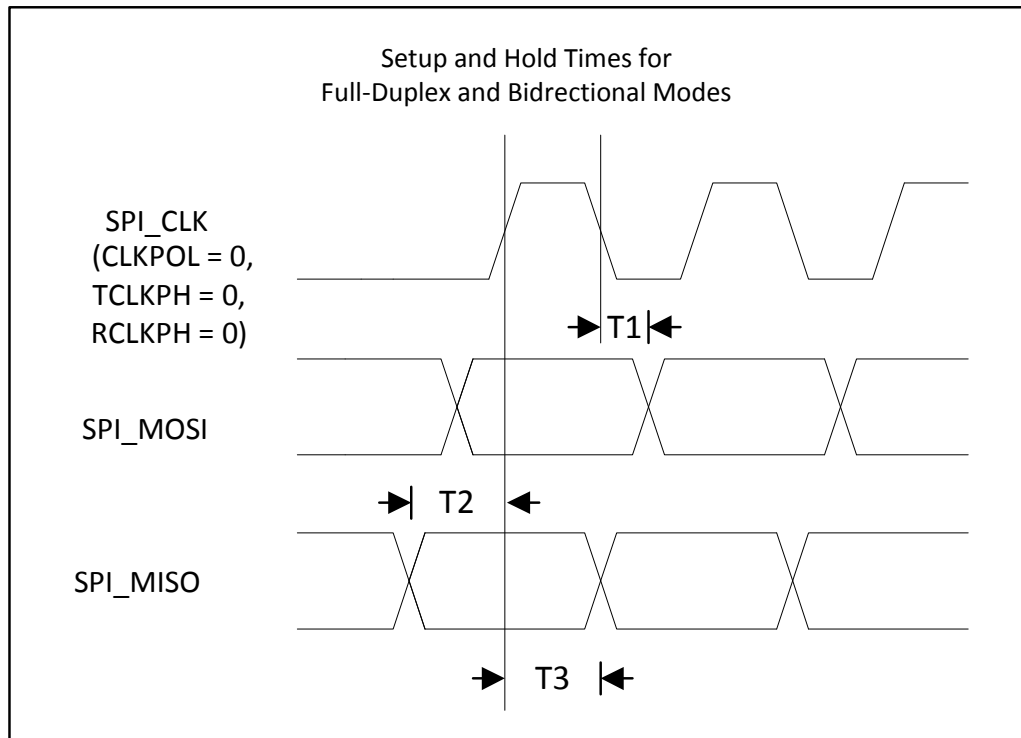 Setup and Hold Times for
Full-Duplex and Bidrectional Modes
SPI_CLK
(CLKPOL = 0,
TCLKPH = 0,
RCLKPH = 0)
T1
SPI_MOSI
T2
SPI_MISO
T3